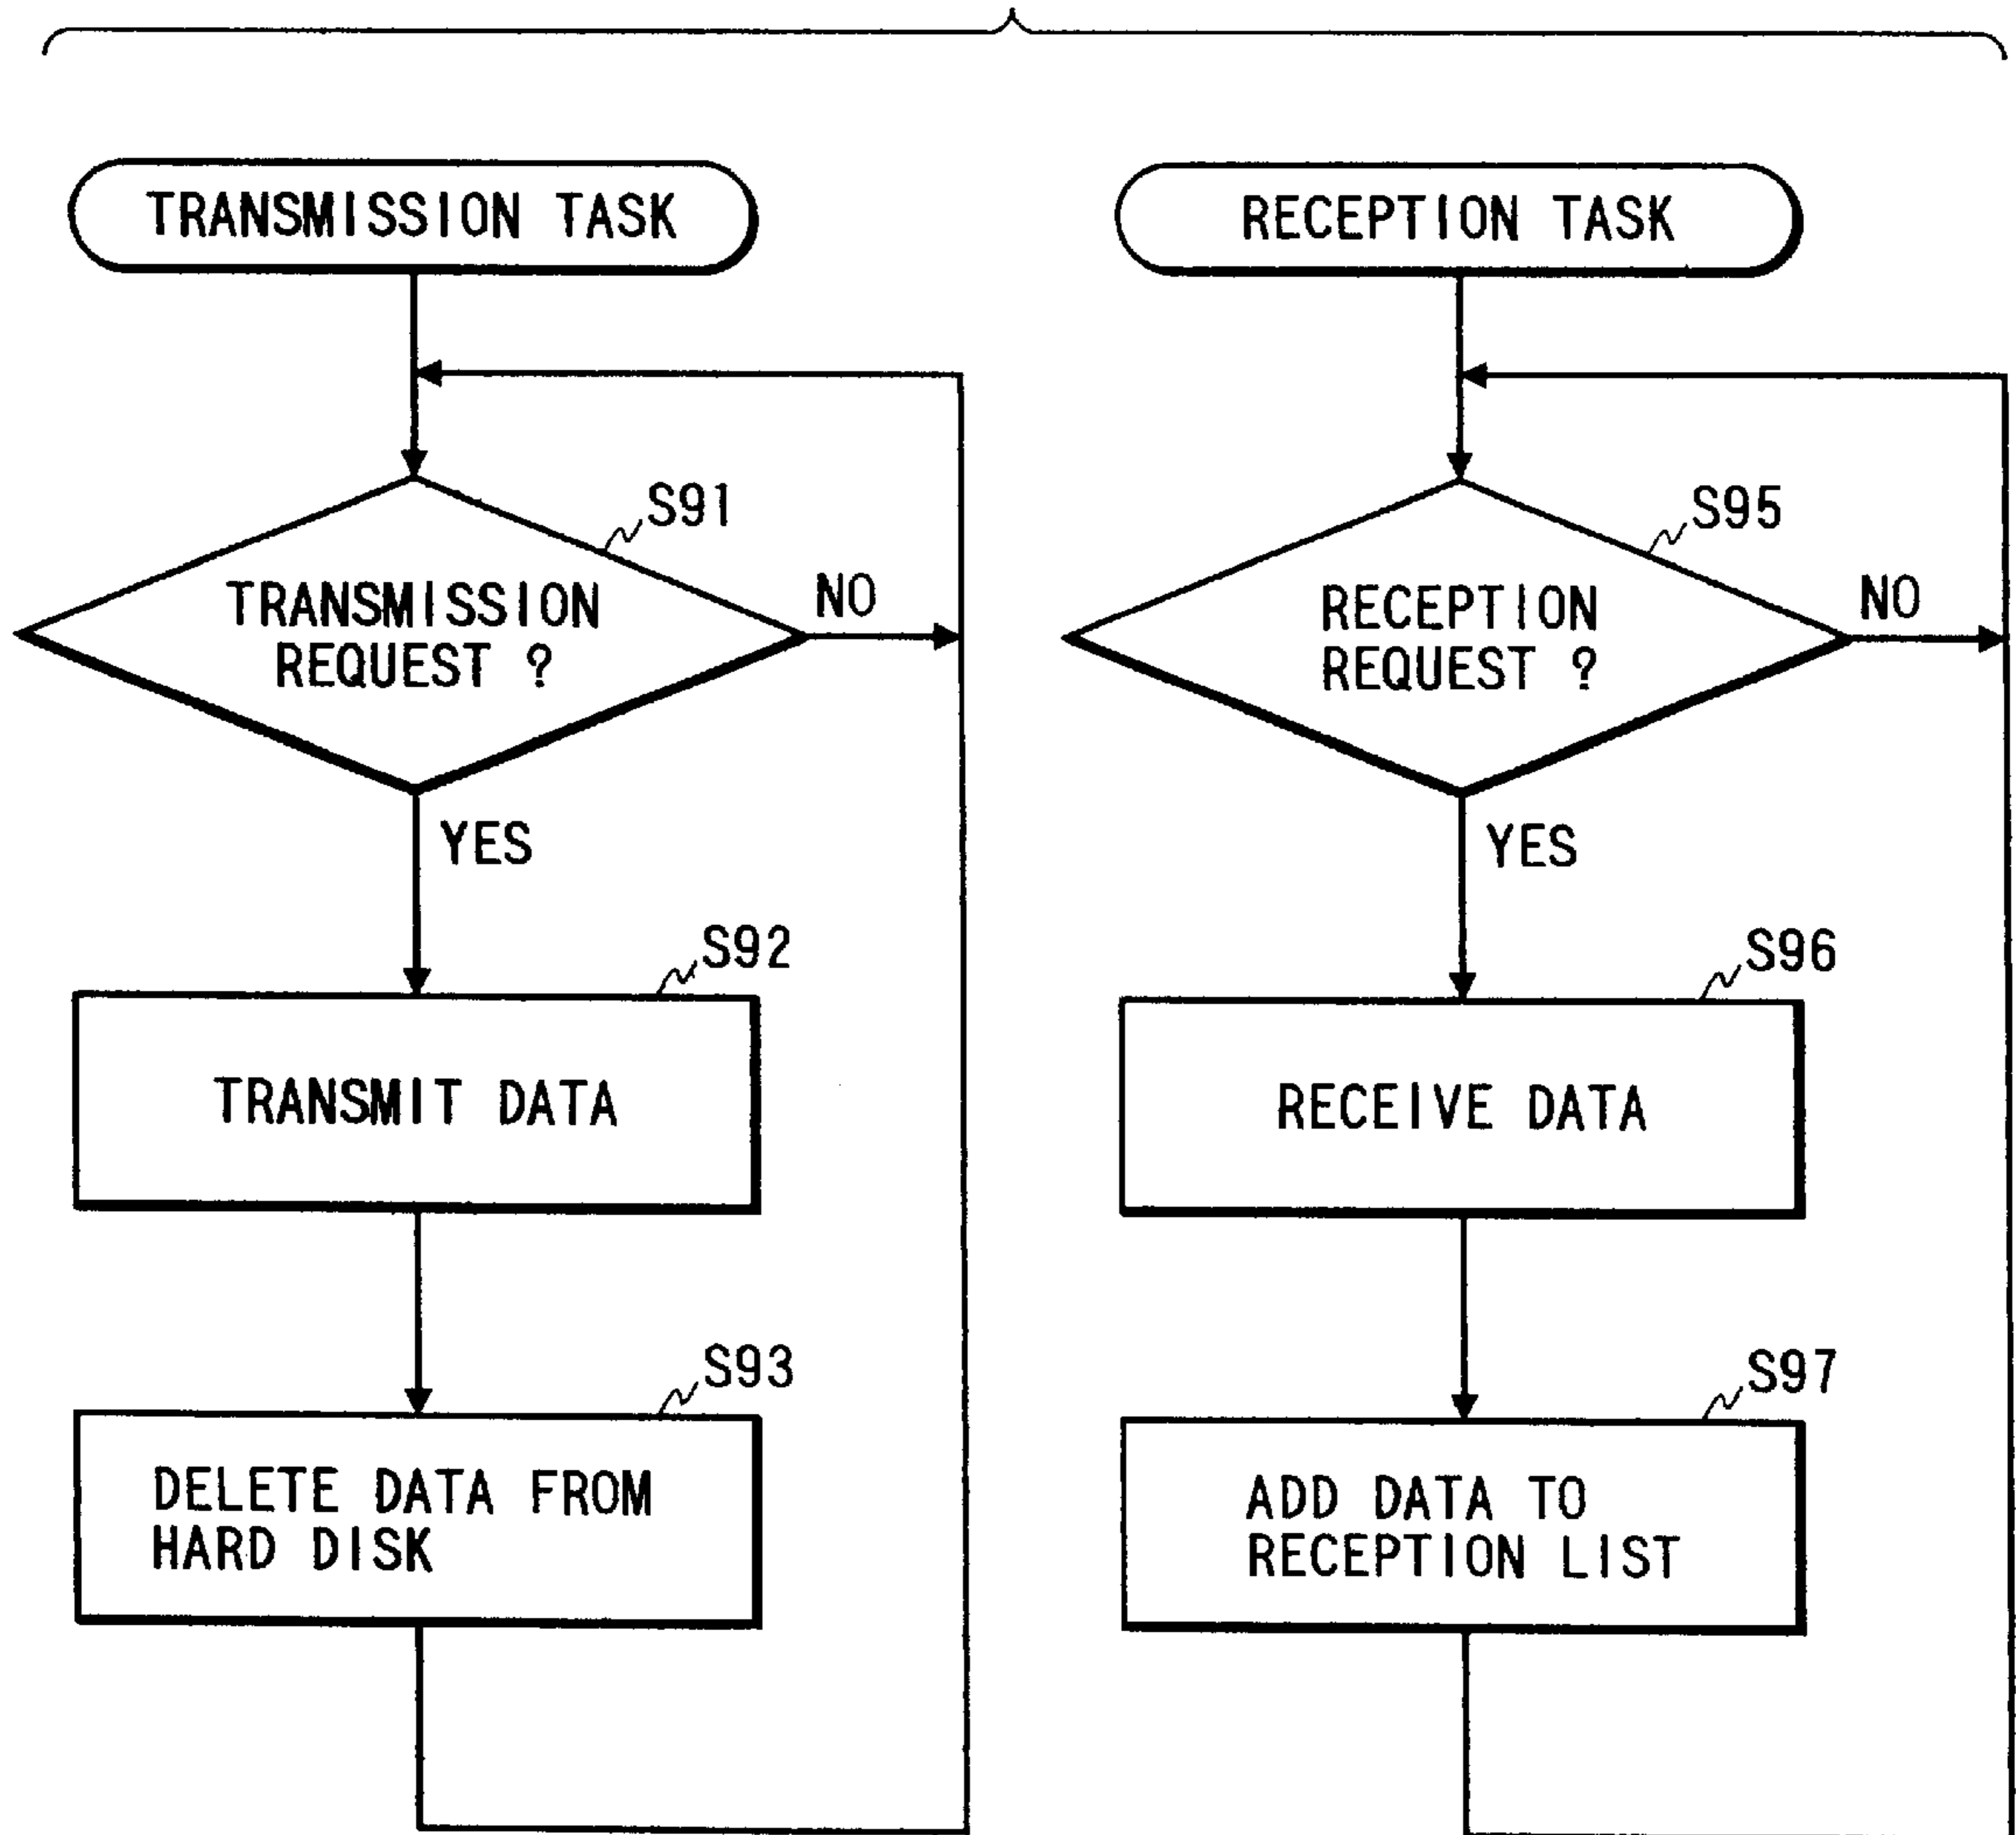 TRANSMISSION TASK
S91
TRANSMISSION
REQUEST ?
NO
YES
S92
TRANSMIT DATA
S93
DELETE DATA FROM
HARD DISK
RECEPTION TASK
S95
RECEPTION
REQUEST ?
NO
YES
S96
RECEIVE DATA
S97
ADD DATA TO
RECEPTION LIST